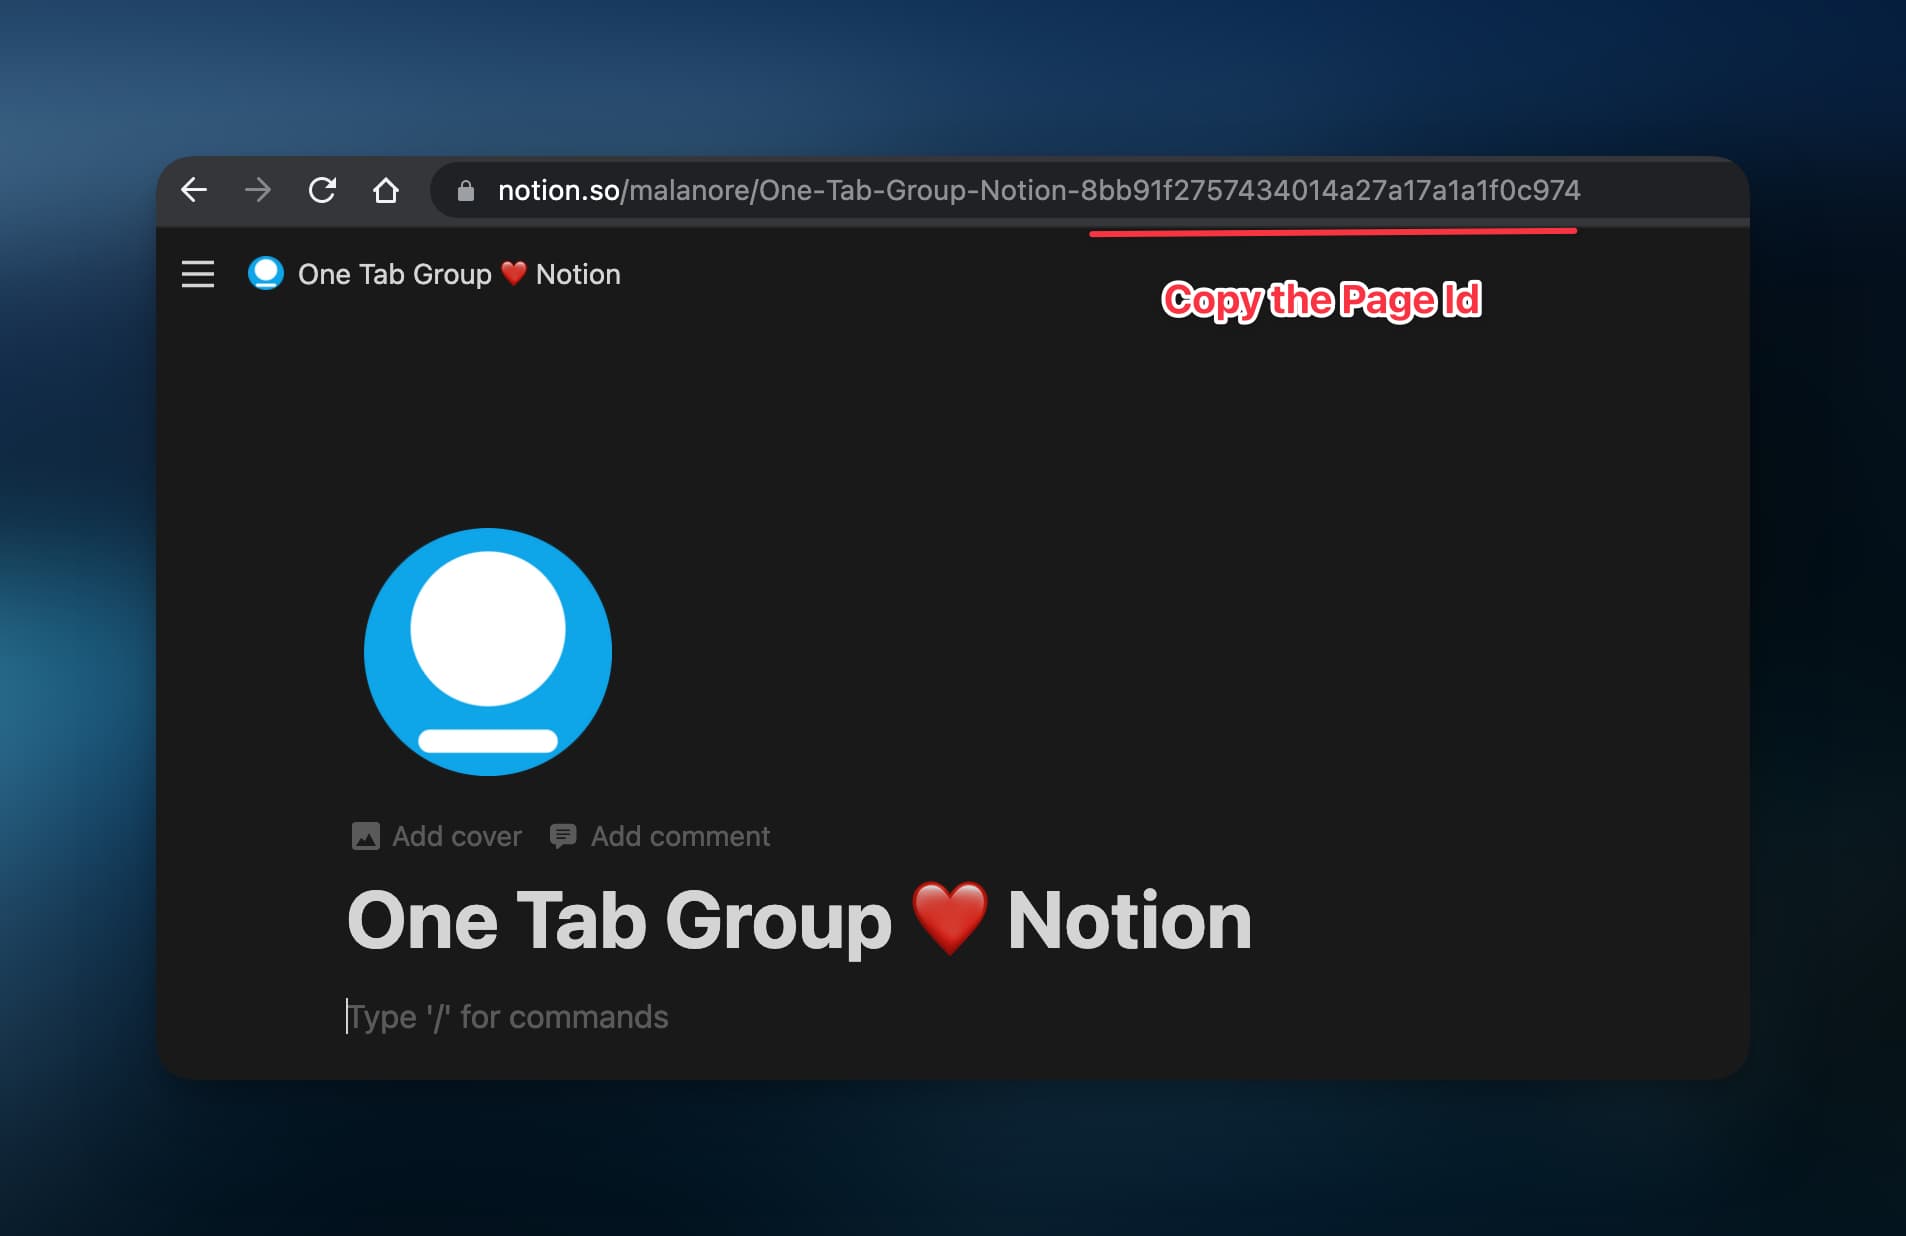 notion.so/malanore/One-Tab-Group-Notion-8bb91f2757434014a27a17a1a1f0c974
One Tab Group ❤️ Notion
Copy the Page Id
Add cover Add comment
One Tab Group ❤️ Notion
Type '/' for commands